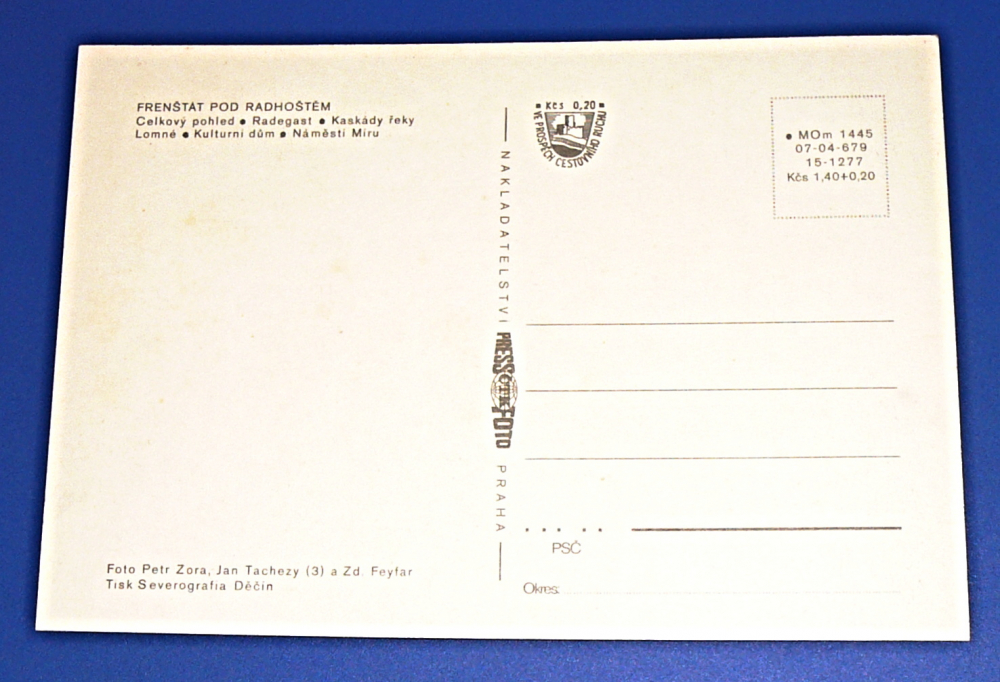 FRENŠTÁT POD RADHOŠTĚM
Celkový pohled ● Radegast ● Kaskády řeky
Lomné ● Kulturní dům ● Náměstí Míru
Foto Petr Zora, Jan Tachezy (3) a Zd. Feyfar
Tisk Severografia Děčín
NAKLADATELSTVÍ PRESSFOTO PRAHA
■ Kčs 0,20 ■
VE PROSPĚCH CESTOVNÍHO RUCHU
● MOm 1445
07-04-679
15-1277
Kčs 1,40+0,20
PSČ
Okres: